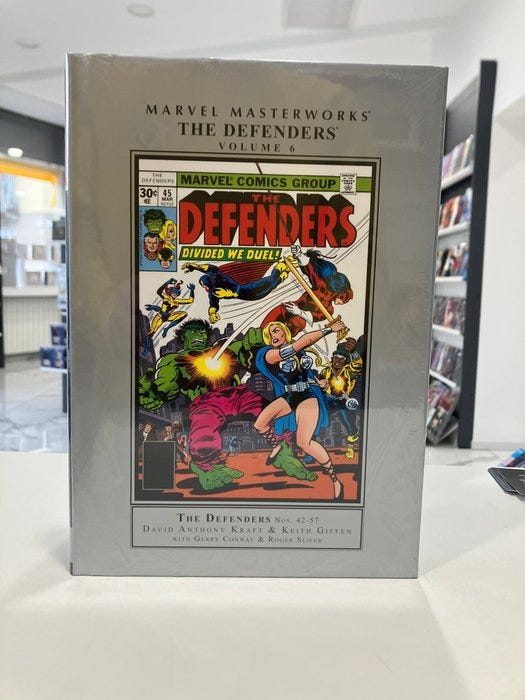 MARVEL MASTERWORKS®
THE DEFENDERS®
VOLUME 6
THE DEFENDERS
MARVEL COMICS GROUP
30¢
45
MAR
02152
THE
DEFENDERS
DIVIDED WE DUEL!
THE DEFENDERS NOS. 42-57
DAVID ANTHONY KRAFT & KEITH GIFFEN
WITH GERRY CONWAY & ROGER SLIFER